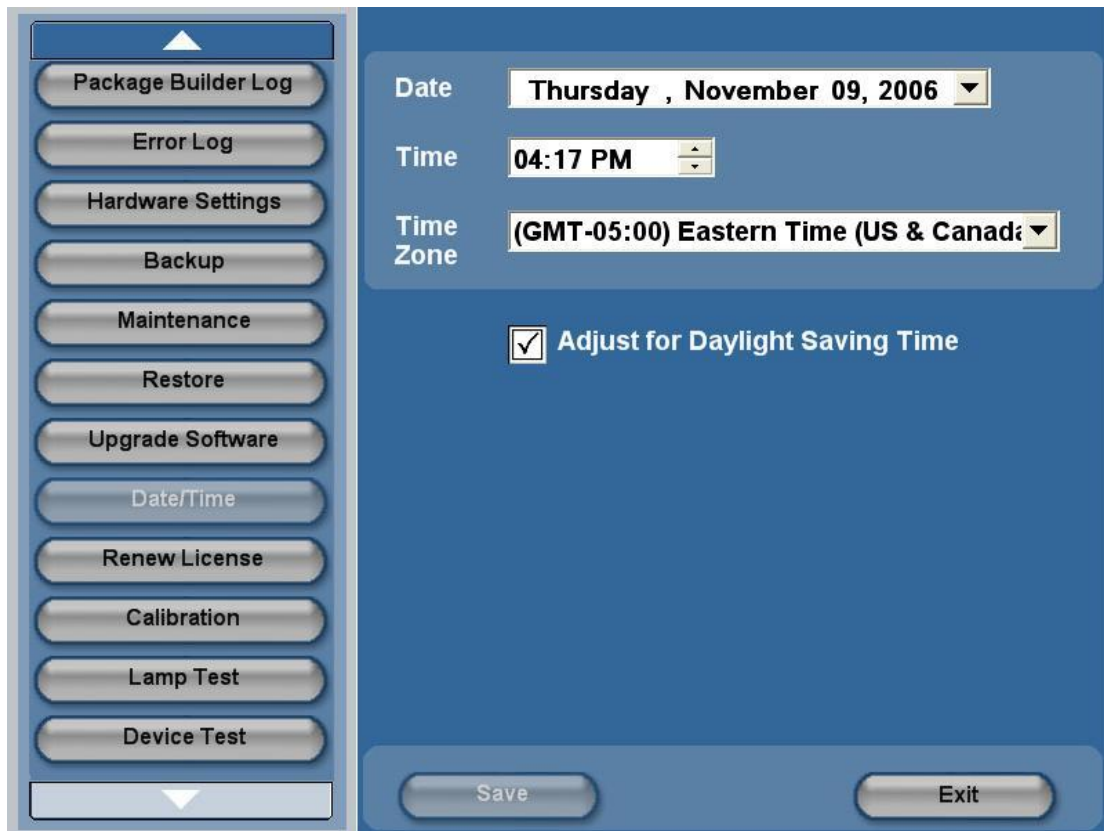 Package Builder Log
Error Log
Hardware Settings
Backup
Maintenance
Restore
Upgrade Software
Date/Time
Renew License
Calibration
Lamp Test
Device Test
Date
Thursday , November 09, 2006
Time
04:17 PM
Time
Zone
(GMT-05:00) Eastern Time (US & Canada
Adjust for Daylight Saving Time
Save
Exit